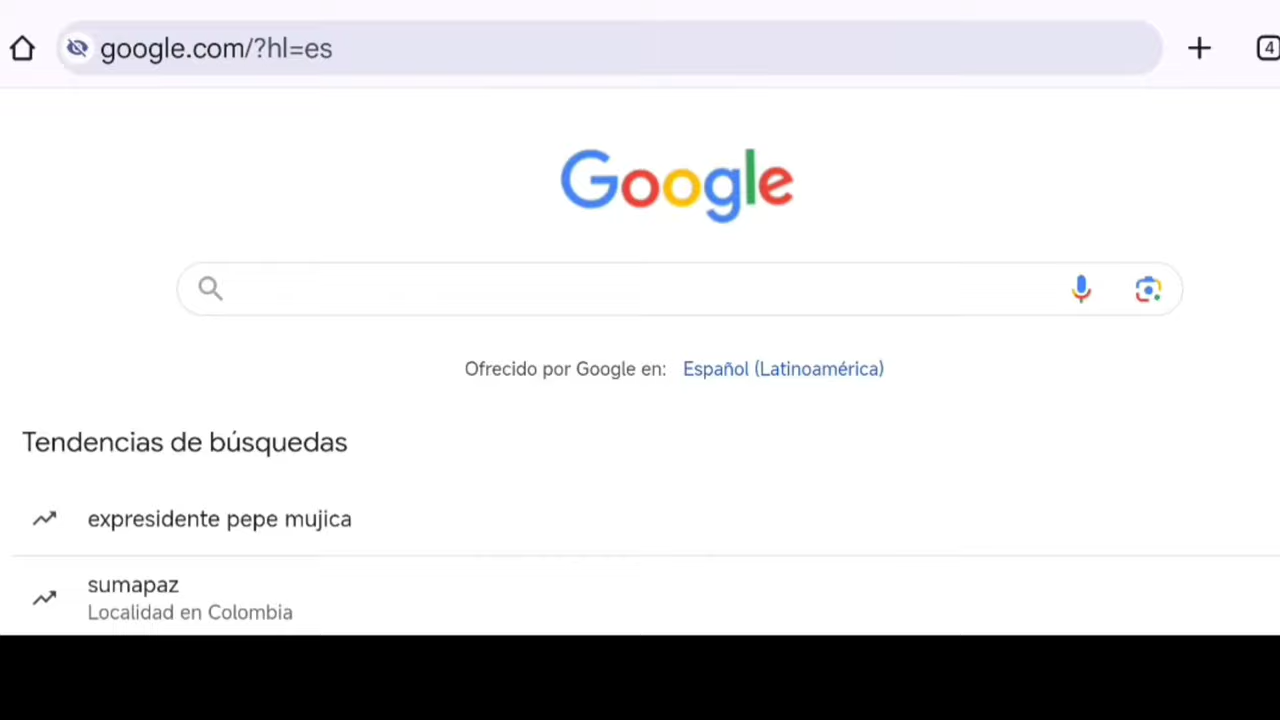 google.com/?hl=es
4
Google
Ofrecido por Google en: Español (Latinoamérica)
Tendencias de búsquedas
expresidente pepe mujica
sumapaz
Localidad en Colombia